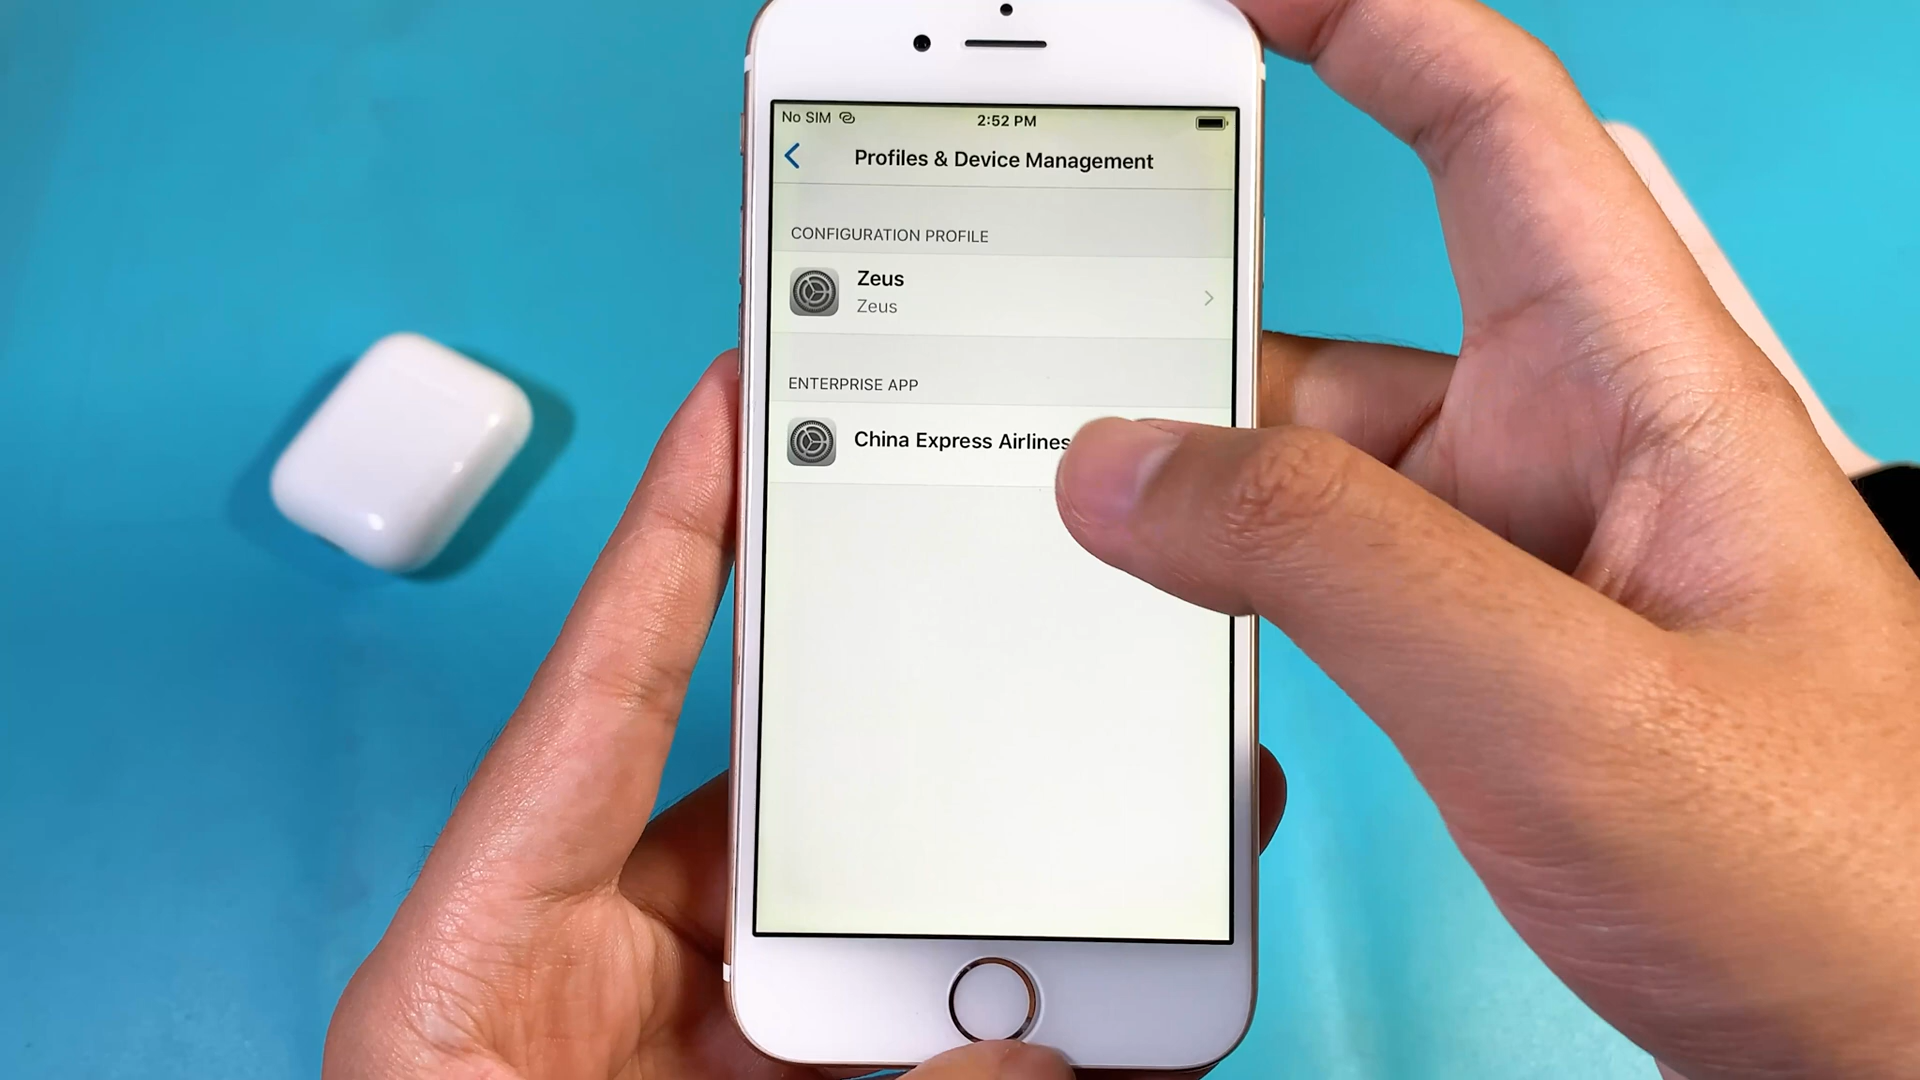 No SIM
2:52 PM
Profiles & Device Management
CONFIGURATION PROFILE
Zeus
Zeus
ENTERPRISE APP
China Express Airlines